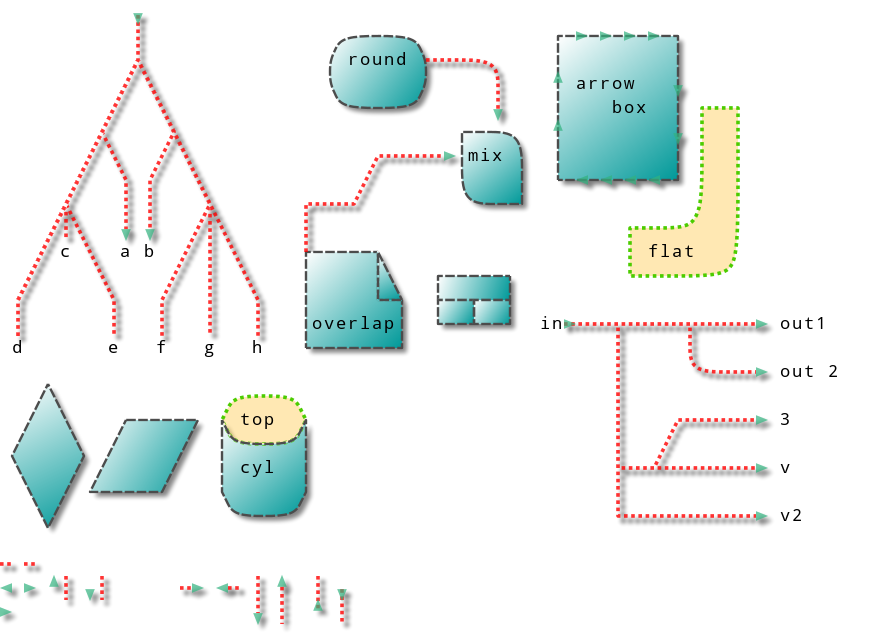 round
arrow
box
mix
c a b
flat
overlap
in out1
d e f g h
out 2
top
3
cyl
v
v2